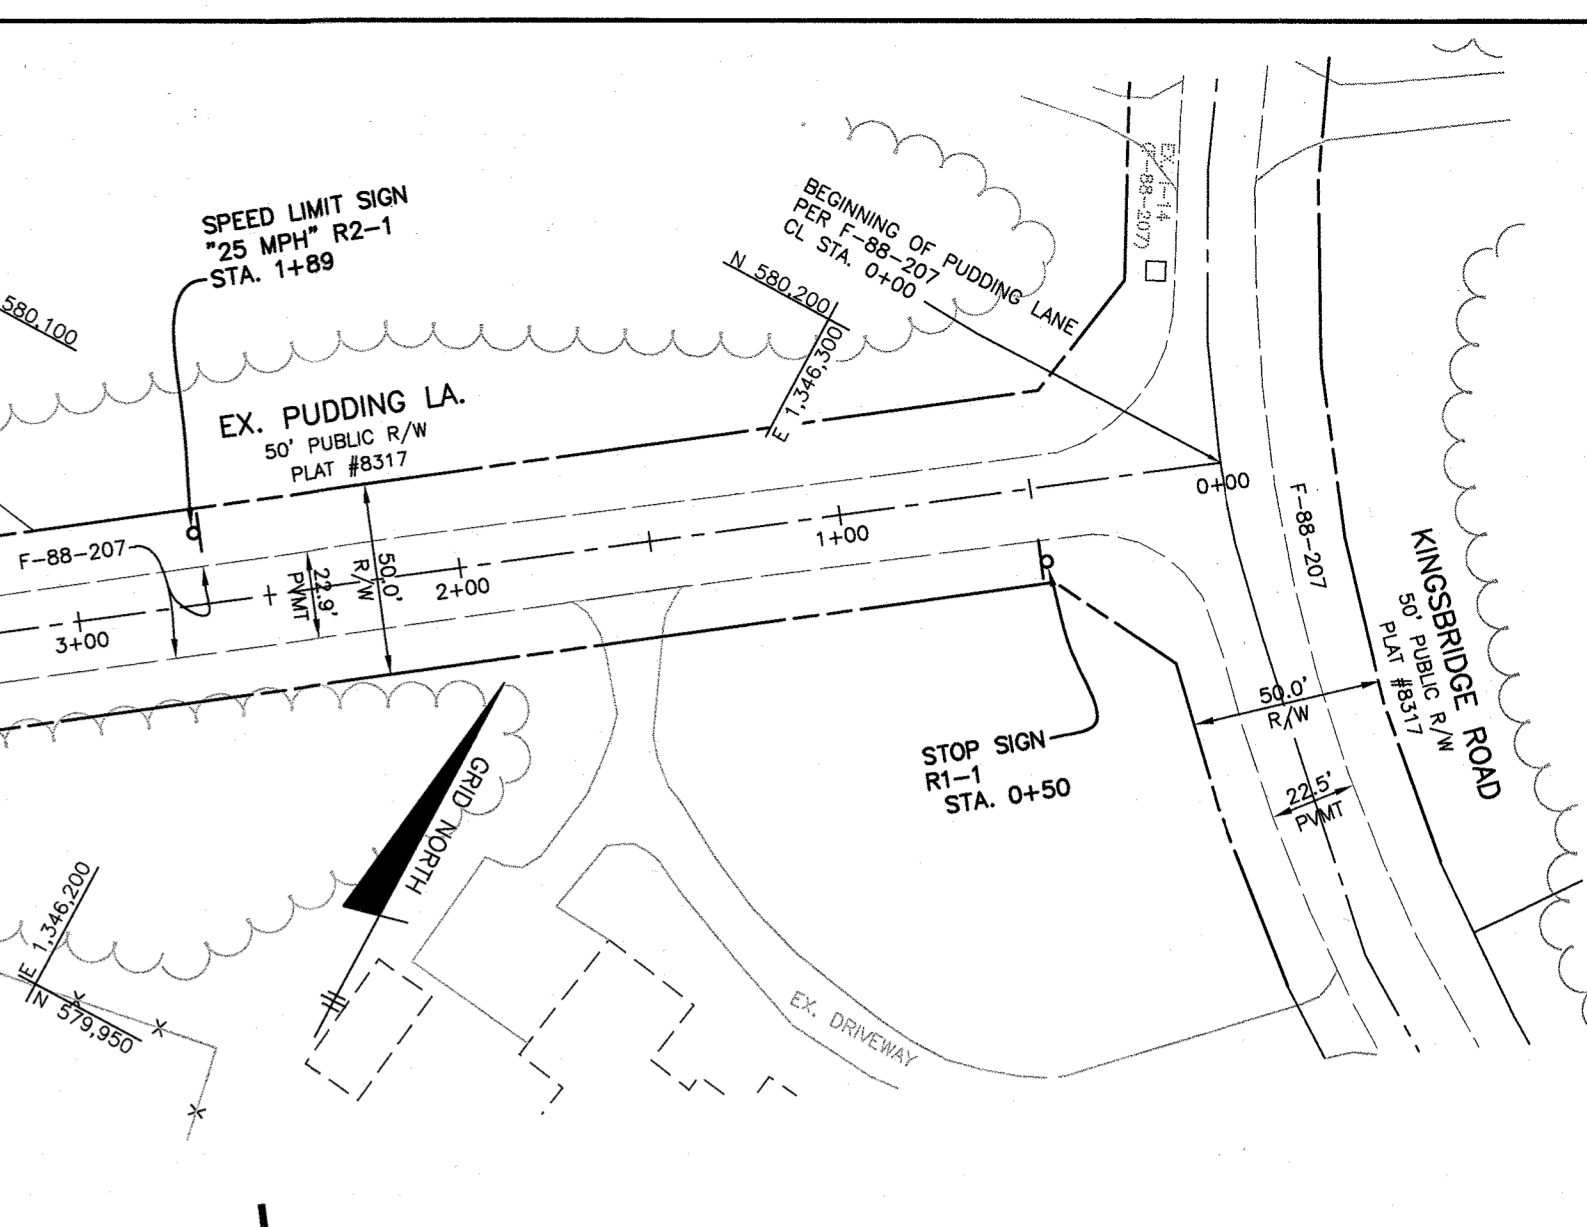 SPEED LIMIT SIGN
"25 MPH" R2-1
STA. 1+89
580,100
EX. PUDDING LA.
50' PUBLIC R/W
PLAT #8317
BEGINNING OF PUDDING LANE
PER F-88-207
CL STA. 0+00
N 580,200
E 1,346,300
EX. I-14
(F-88-207)
0+00
1+00
2+00
3+00
F-88-207
22.9'
PVMT
50.0'
R/W
F-88-207
KINGSBRIDGE ROAD
50' PUBLIC R/W
PLAT #8317
50.0'
R/W
22.5'
PVMT
STOP SIGN
R1-1
STA. 0+50
GRID NORTH
E 1,346,200
N 579,950
EX. DRIVEWAY